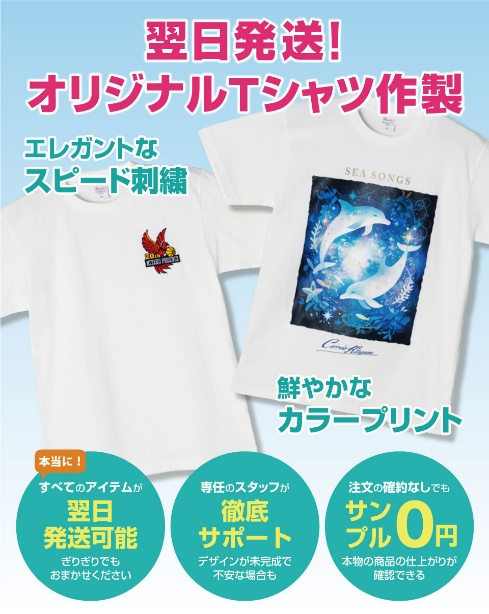 翌日発送!
オリジナルTシャツ作製
エレガントな
スピード刺繍
SEA SONGS
20th
MIYAKO PHOENIX
鮮やかな
カラープリント
本当に!
すべてのアイテムが
翌日
発送可能
ぎりぎりでも
おまかせください
専任のスタッフが
徹底
サポート
デザインが未完成で
不安な場合も
注文の確約なしでも
サンプル0円
本物の商品の仕上がりが
確認できる